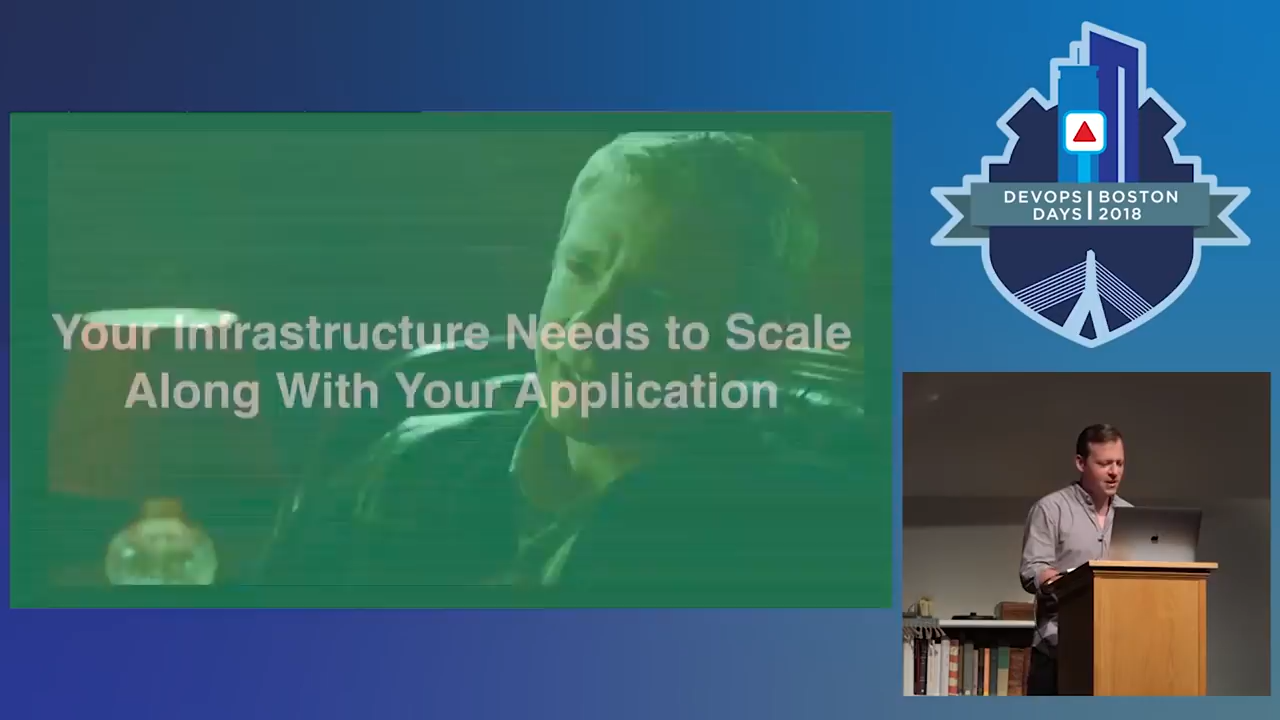 Your Infrastructure Needs to Scale
Along With Your Application
DEVOPS BOSTON
DAYS 2018